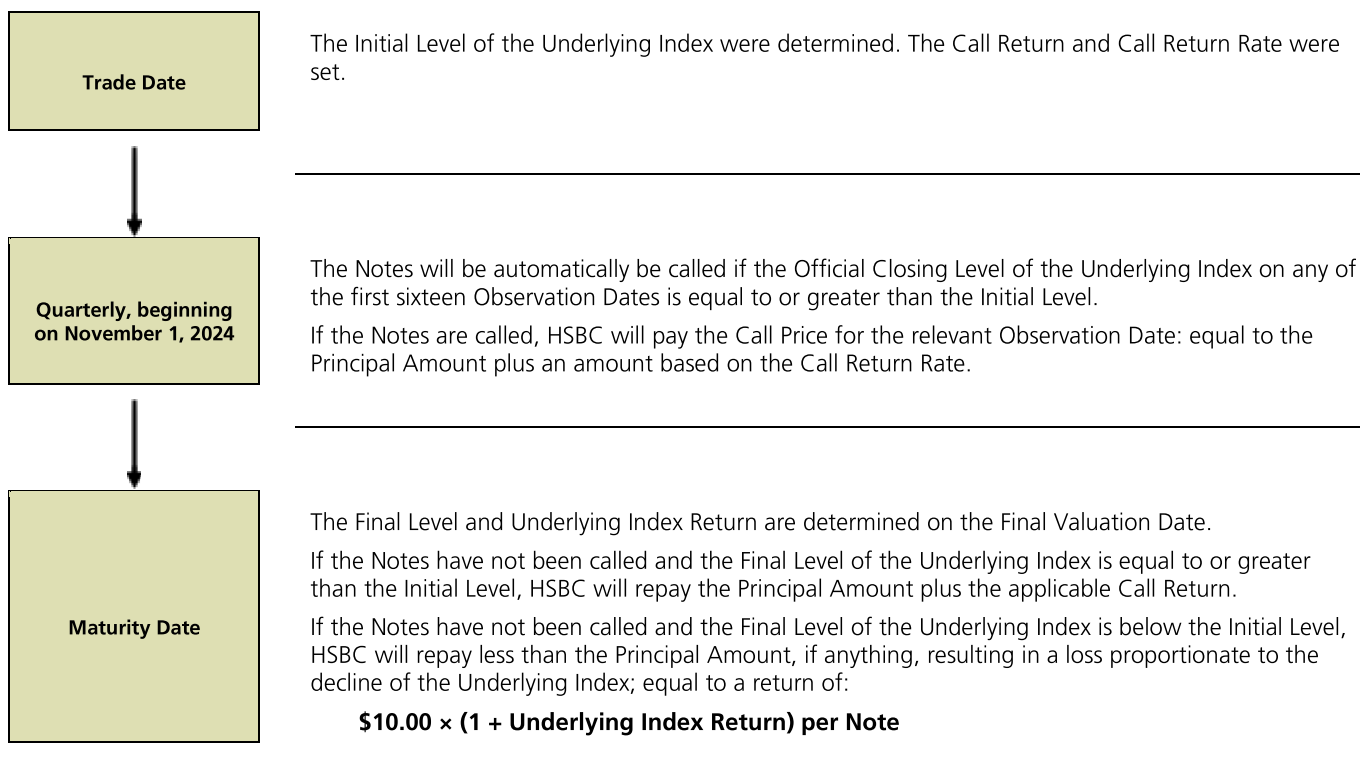 Trade Date
The Initial Level of the Underlying Index were determined. The Call Return and Call Return Rate were
set.
Quarterly, beginning
on November 1, 2024
The Notes will be automatically be called if the Official Closing Level of the Underlying Index on any of
the first sixteen Observation Dates is equal to or greater than the Initial Level.
If the Notes are called, HSBC will pay the Call Price for the relevant Observation Date: equal to the
Principal Amount plus an amount based on the Call Return Rate.
Maturity Date
The Final Level and Underlying Index Return are determined on the Final Valuation Date.
If the Notes have not been called and the Final Level of the Underlying Index is equal to or greater
than the Initial Level, HSBC will repay the Principal Amount plus the applicable Call Return.
If the Notes have not been called and the Final Level of the Underlying Index is below the Initial Level,
HSBC will repay less than the Principal Amount, if anything, resulting in a loss proportionate to the
decline of the Underlying Index; equal to a return of:
$10.00 × (1 + Underlying Index Return) per Note